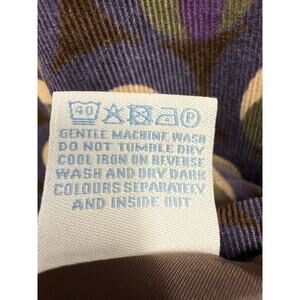 40 P
GENTLE MACHINE WASH
DO NOT TUMBLE DRY
COOL IRON ON REVERSE
WASH AND DRY DARK
COLOURS SEPARATELY
AND INSIDE OUT